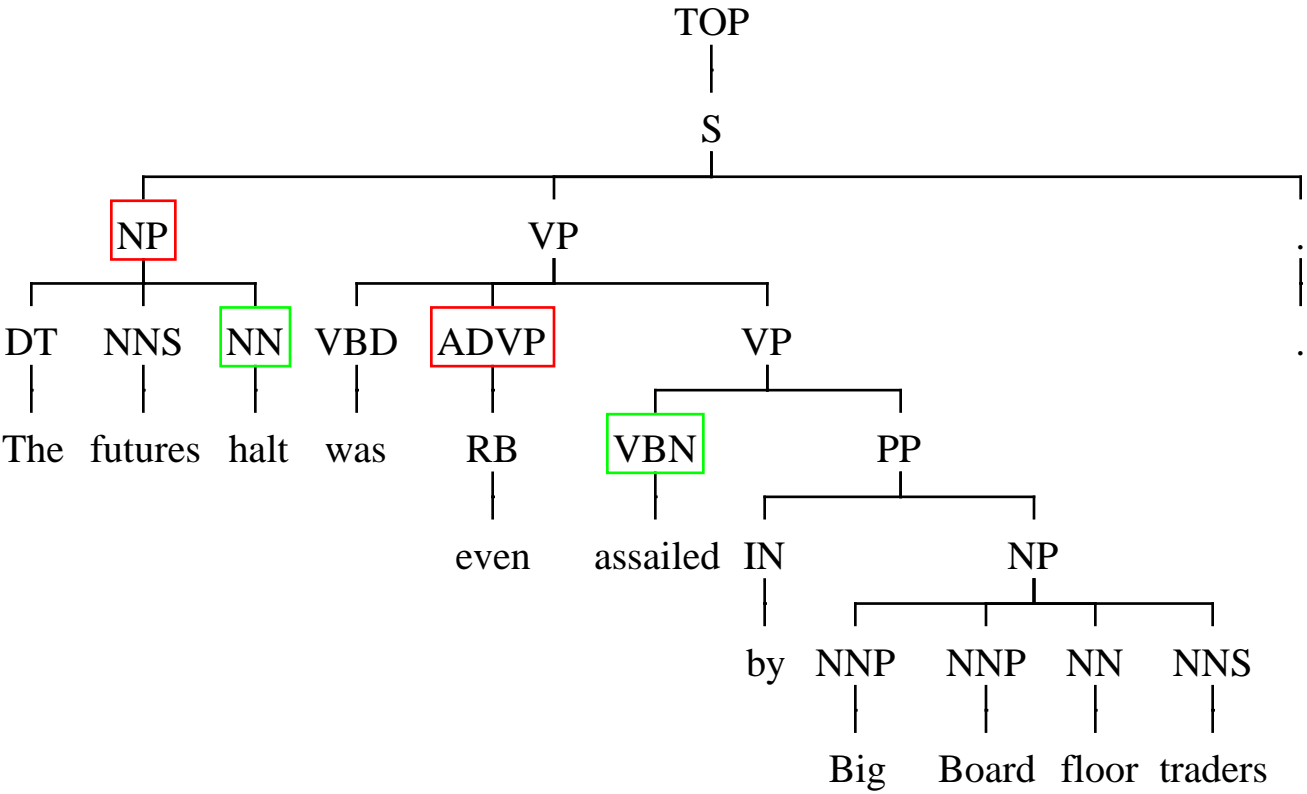 TOP
S
NP VP .
DT NNS NN VBD ADVP VP .
The futures halt was RB VBN PP
even assailed IN NP
by NNP NNP NN NNS
Big Board floor traders